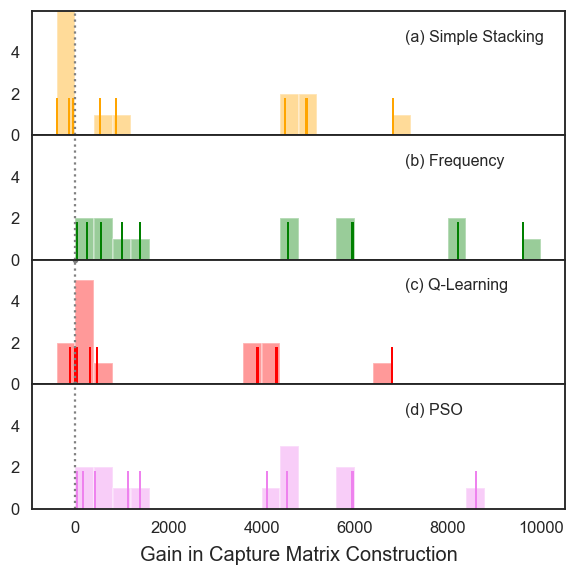 (a) Simple Stacking
4
2
0
(b) Frequency
4
2
0
(c) Q-Learning
4
2
0
(d) PSO
4
2
0
0 2000 4000 6000 8000 10000
Gain in Capture Matrix Construction